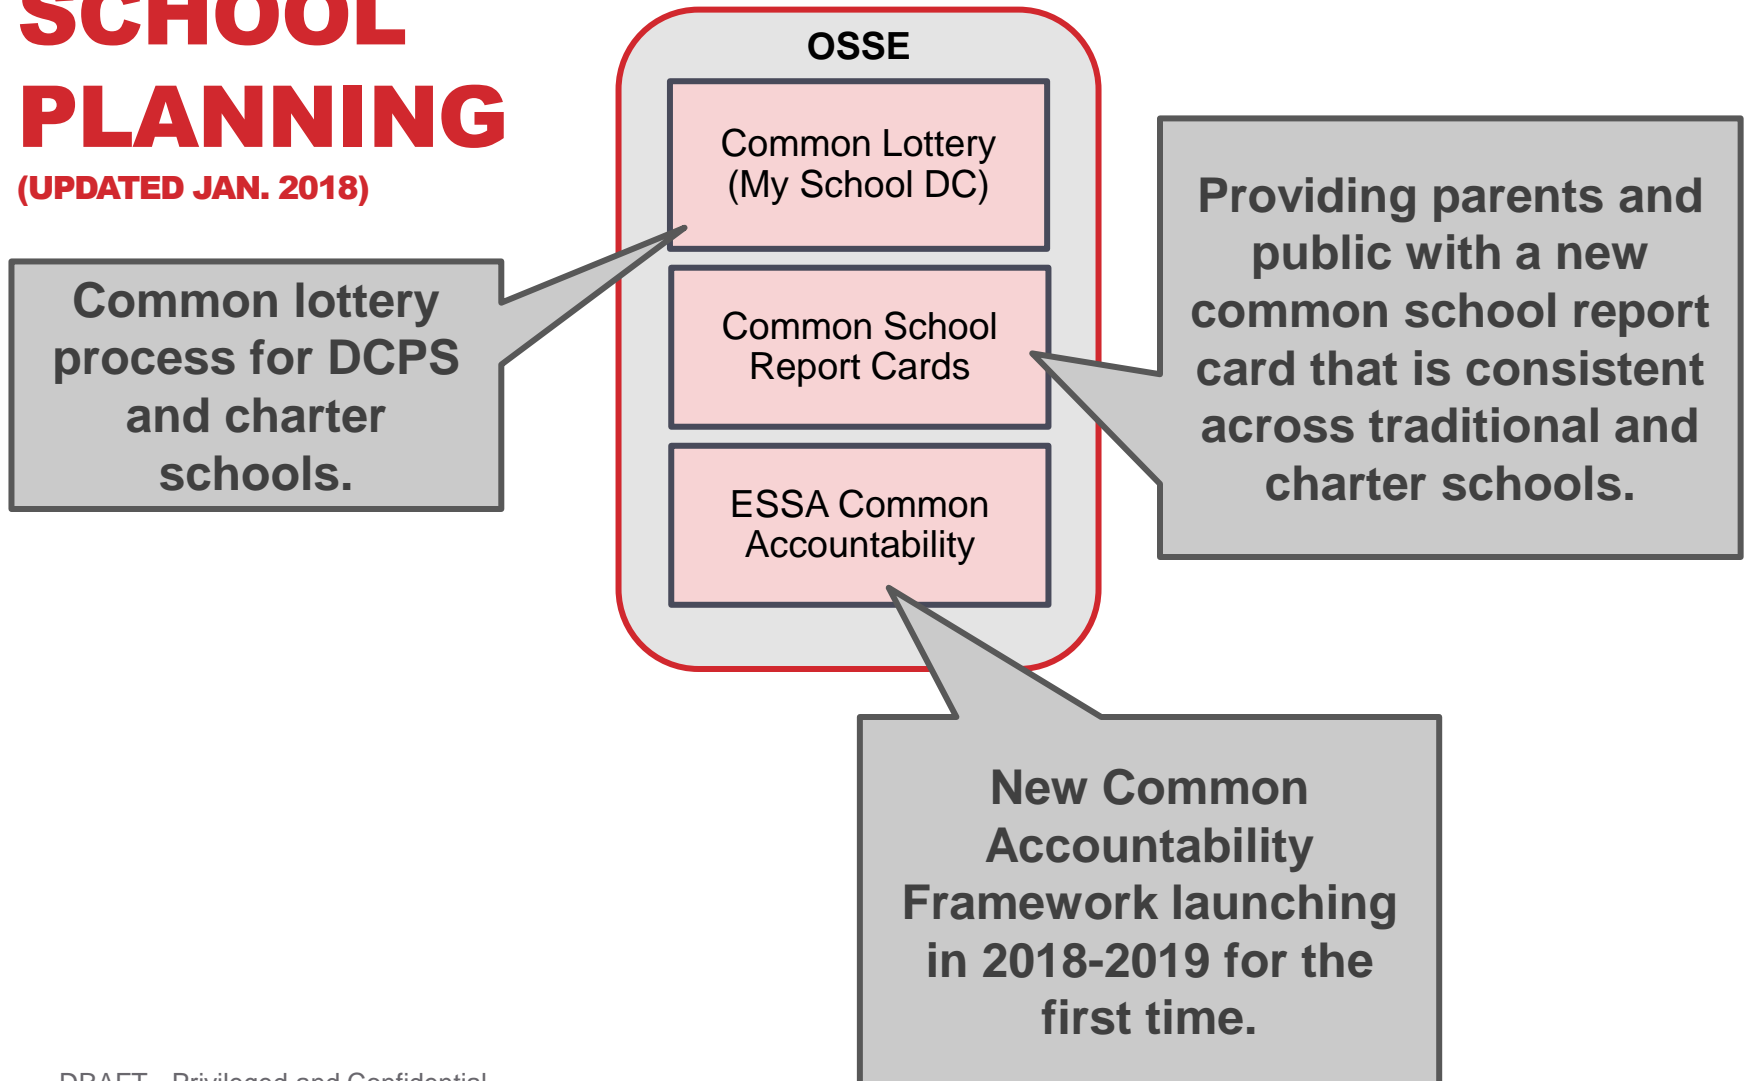 SCHOOL
PLANNING
(UPDATED JAN. 2018)
OSSE
Common Lottery
(My School DC)
Common School
Report Cards
ESSA Common
Accountability
Common lottery
process for DCPS
and charter
schools.
Providing parents and
public with a new
common school report
card that is consistent
across traditional and
charter schools.
New Common
Accountability
Framework launching
in 2018-2019 for the
first time.
DRAFT - Privileged and Confidential